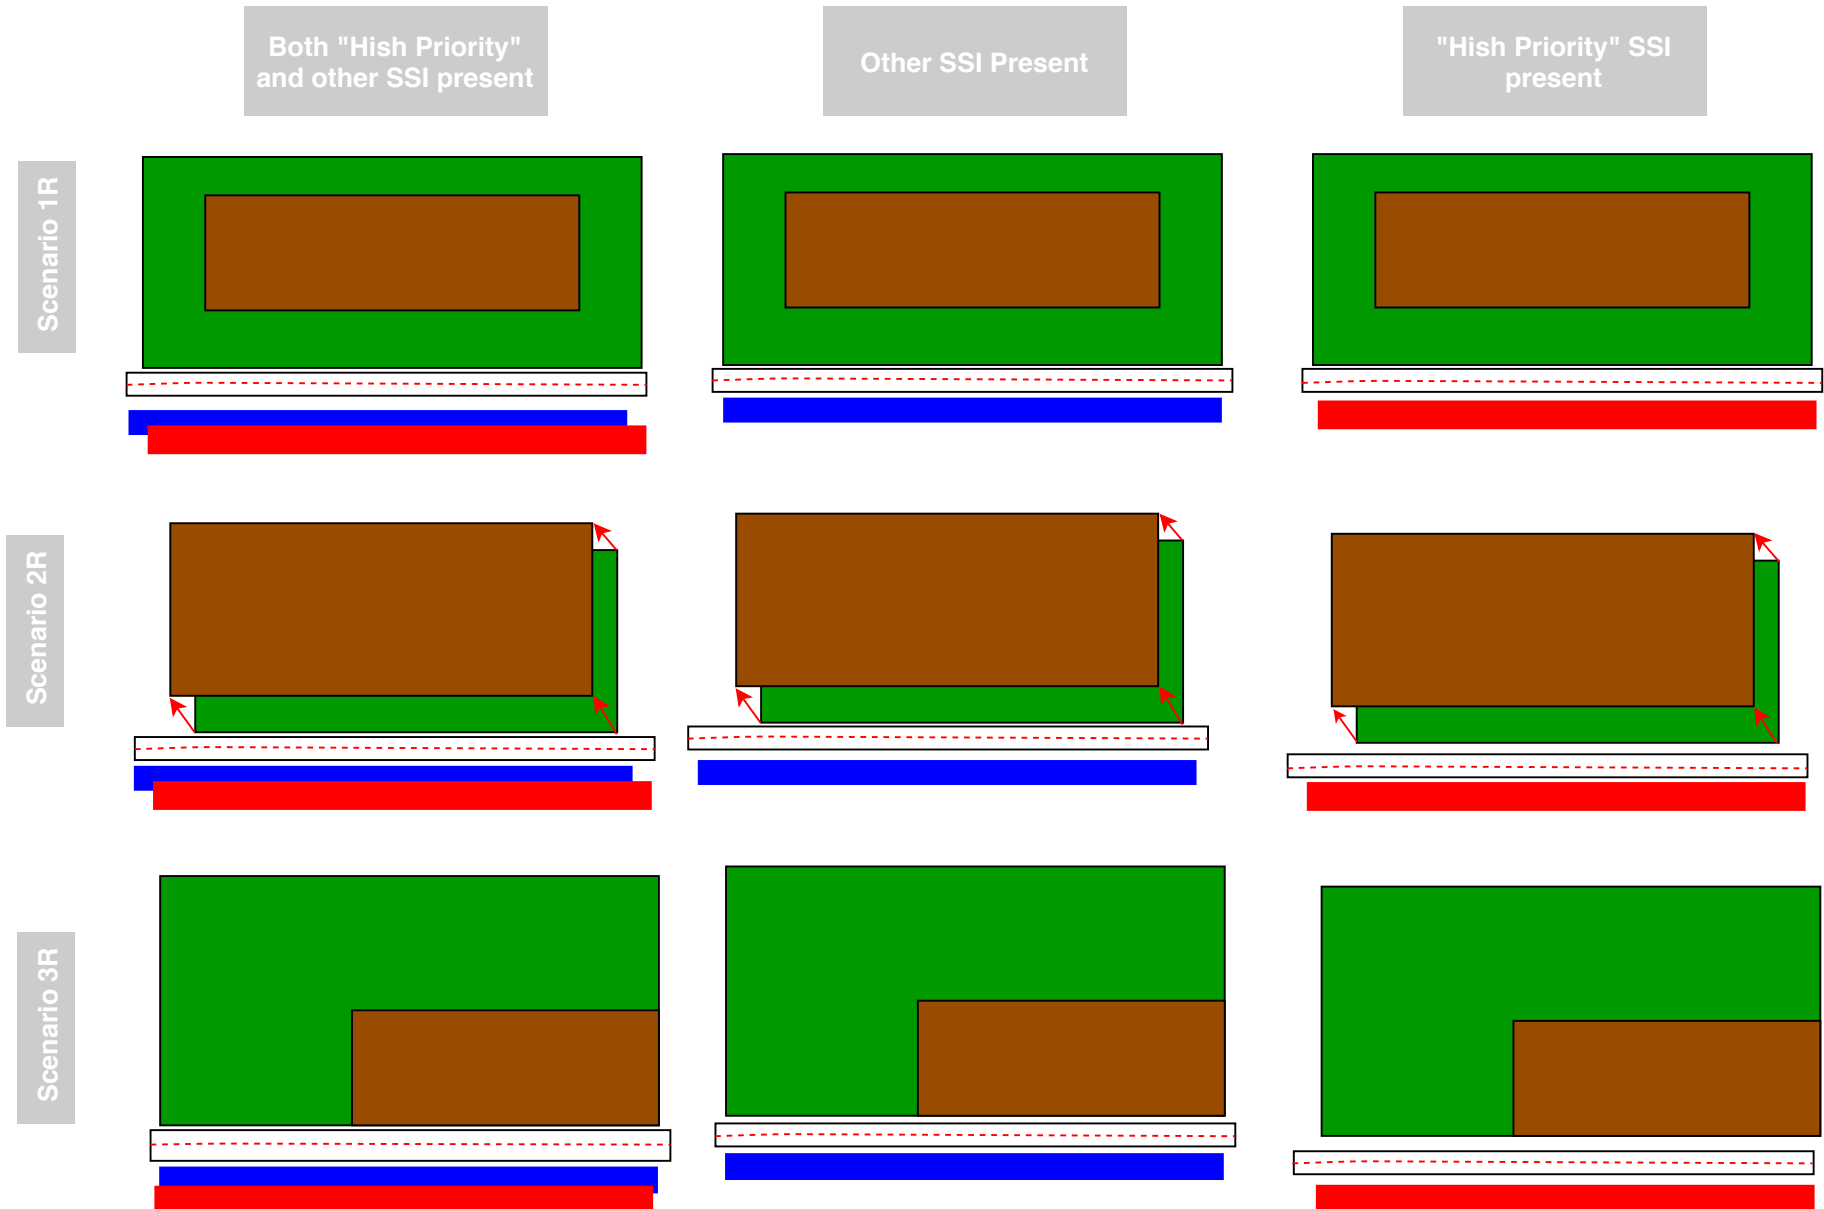 Both "Hish Priority"
and other SSI present
Other SSI Present
"Hish Priority" SSI
present
Scenario 1R
Scenario 2R
Scenario 3R